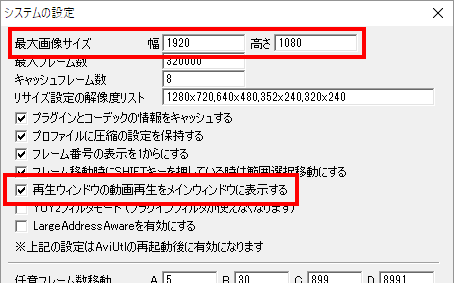 システムの設定
最大画像サイズ 幅 1920 高さ 1080
最大フレーム数 320000
キャッシュフレーム数 8
リサイズ設定の解像度リスト 1280x720,640x480,352x240,320x240
プラグインとコーデックの情報をキャッシュする
プロファイルに圧縮の設定を保持する
フレーム番号の表示を1からにする
フレーム移動時にSHIFTキーを押している時は範囲選択移動にする
再生ウィンドウの動画再生をメインウィンドウに表示する
YUY2フィルタモード (プラグインフィルタが使えなくなります)
LargeAddressAwareを有効にする
※上記の設定はAviUtlの再起動後に有効になります
任意フレーム数移動 A 5 B 30 C 899 D 8991